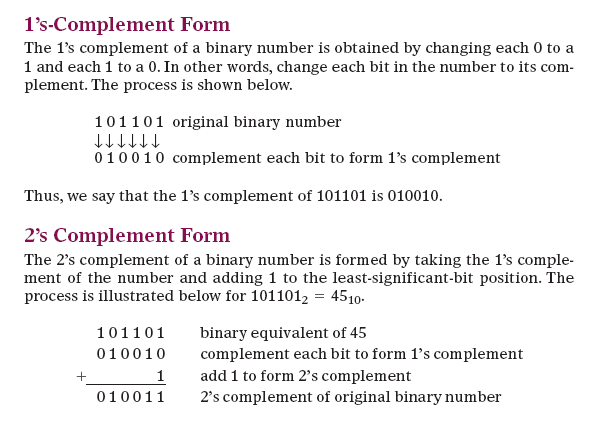 1’s-Complement Form
The 1’s complement of a binary number is obtained by changing each 0 to a
1 and each 1 to a 0. In other words, change each bit in the number to its com-
plement. The process is shown below.
1 0 1 1 0 1 original binary number
↓↓↓↓↓↓
0 1 0 0 1 0 complement each bit to form 1’s complement
Thus, we say that the 1’s complement of 101101 is 010010.
2’s Complement Form
The 2’s complement of a binary number is formed by taking the 1’s comple-
ment of the number and adding 1 to the least-significant-bit position. The
process is illustrated below for 101101₂ = 45₁₀.
1 0 1 1 0 1 binary equivalent of 45
0 1 0 0 1 0 complement each bit to form 1’s complement
+ 1 add 1 to form 2’s complement
0 1 0 0 1 1 2’s complement of original binary number